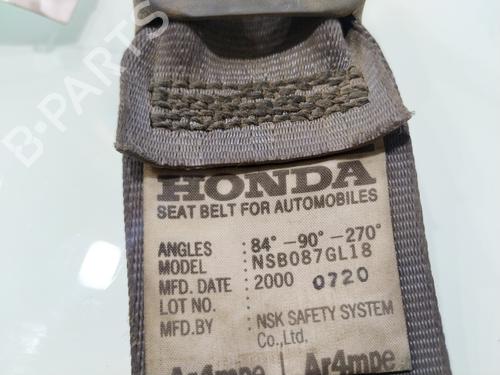 HONDA
SEAT BELT FOR AUTOMOBILES
ANGLES : 84° -90° -270°
MODEL : NSB087GL18
MFD. DATE : 2000 0720
LOT NO. :
MFD.BY : NSK SAFETY SYSTEM
Co.,Ltd.
Ar4mpe Ar4mpe
B-PARTS